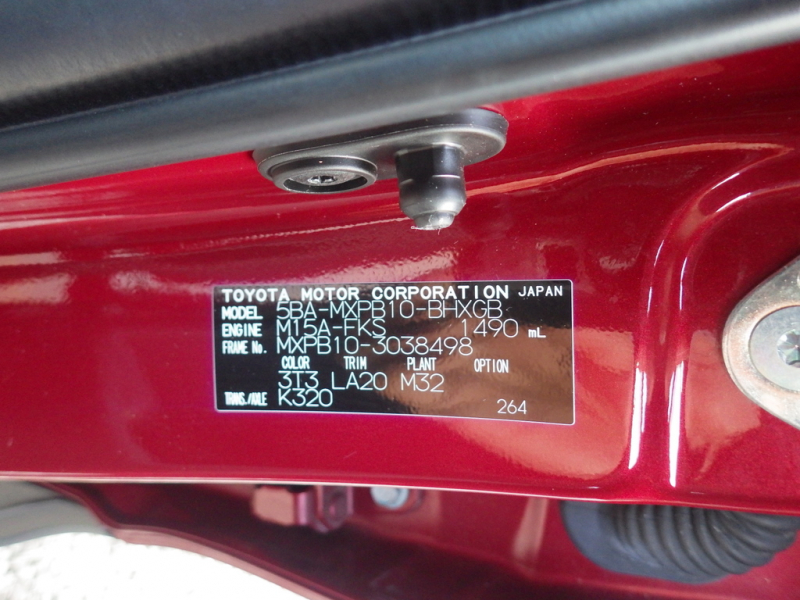 TOYOTA MOTOR CORPORATION JAPAN
MODEL 5BA-MXPB10-BHXGB
ENGINE M15A-FKS 1490 mL
FRAME No. MXPB10-3038498
COLOR TRIM PLANT OPTION
3T3 LA20 M32
TRANS./AXLE K320
264